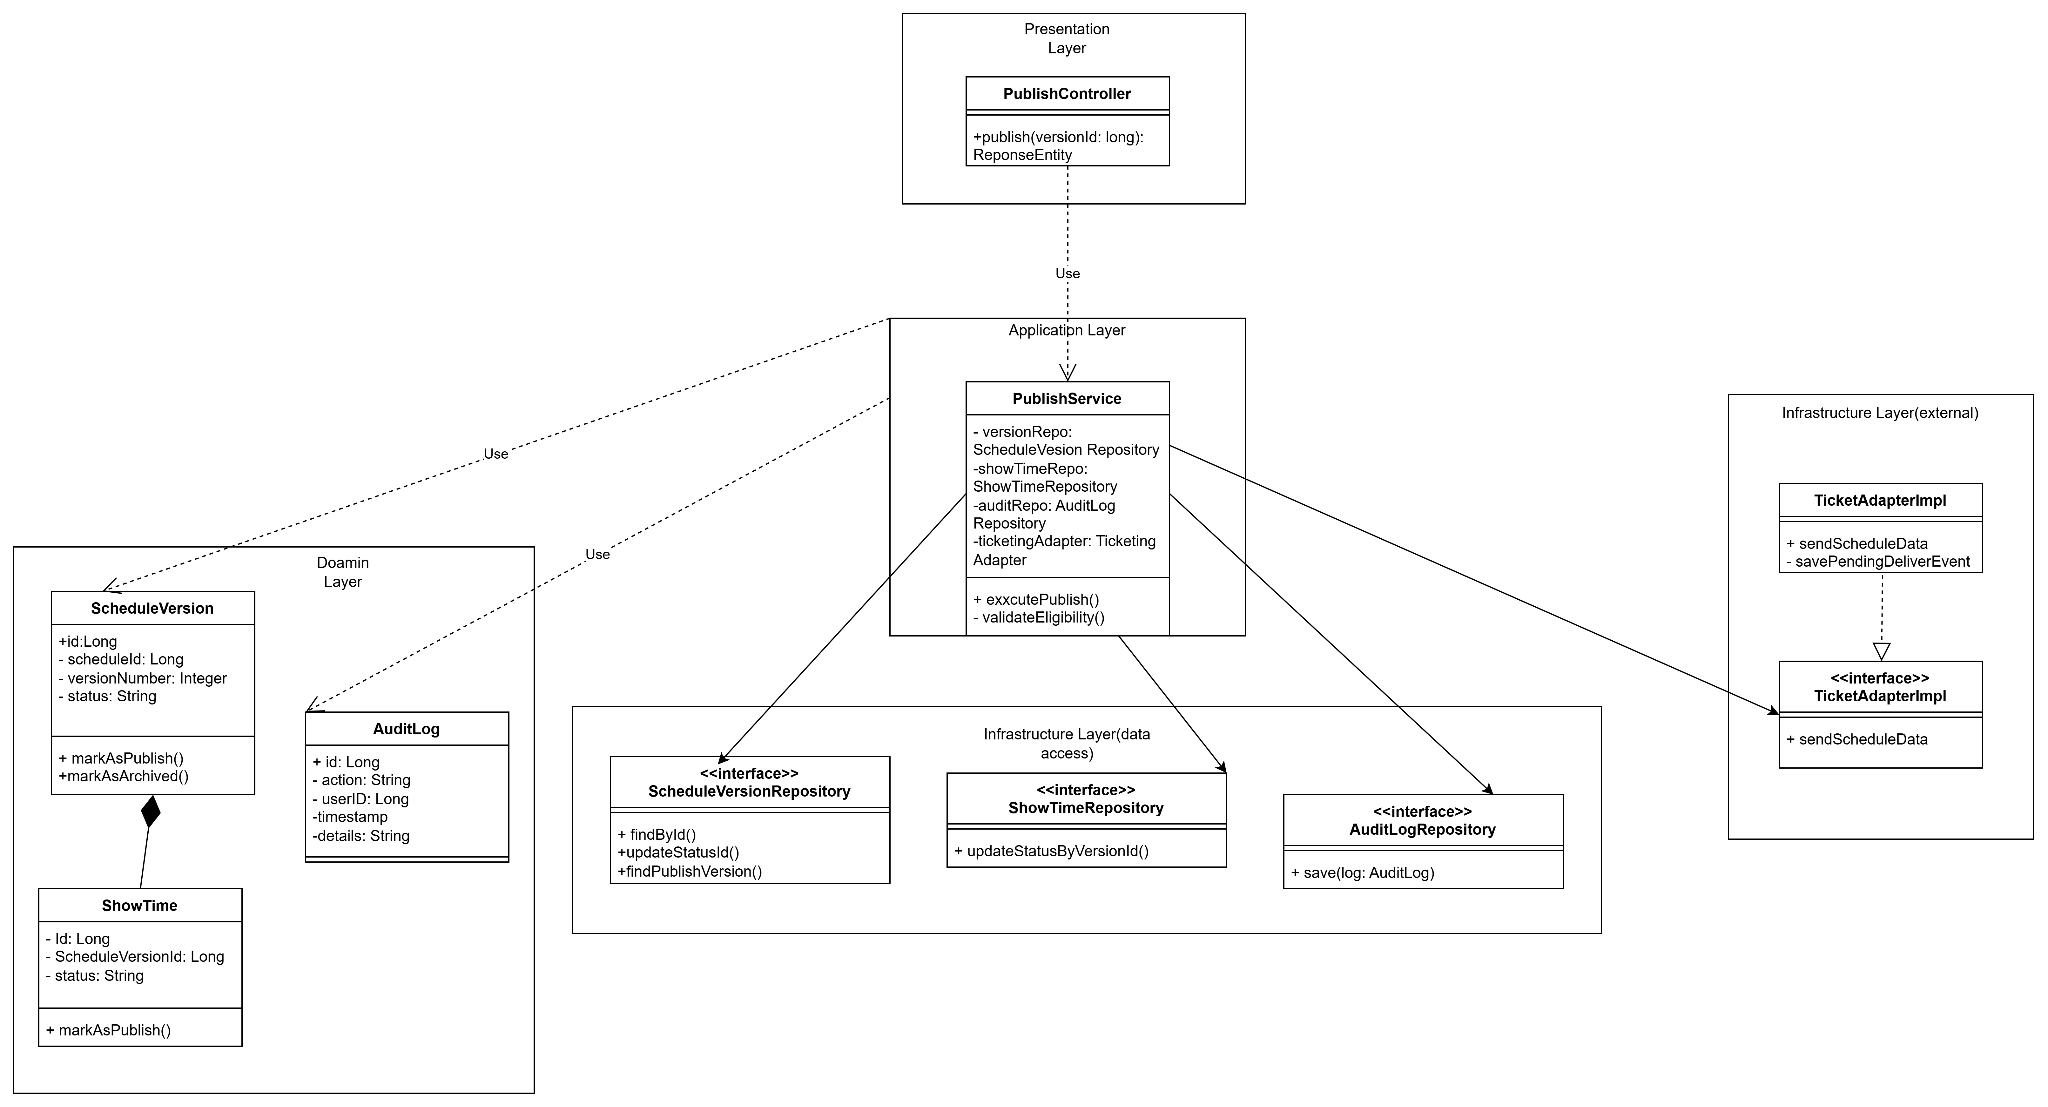 Presentation
Layer
PublishController
+publish(versionId: long):
ReponseEntity
Use
Application Layer
PublishService
- versionRepo:
ScheduleVesion Repository
-showTimeRepo:
ShowTimeRepository
-auditRepo: AuditLog
Repository
-ticketingAdapter: Ticketing
Adapter
+ exxcutePublish()
- validateEligibility()
Use
Use
Doamin
Layer
ScheduleVersion
+id:Long
- scheduleId: Long
- versionNumber: Integer
- status: String
+ markAsPublish()
+markAsArchived()
AuditLog
+ id: Long
- action: String
- userID: Long
-timestamp
-details: String
ShowTime
- Id: Long
- ScheduleVersionId: Long
- status: String
+ markAsPublish()
Infrastructure Layer(data
access)
<<interface>>
ScheduleVersionRepository
+ findById()
+updateStatusId()
+findPublishVersion()
<<interface>>
ShowTimeRepository
+ updateStatusByVersionId()
<<interface>>
AuditLogRepository
+ save(log: AuditLog)
Infrastructure Layer(external)
TicketAdapterImpl
+ sendScheduleData
- savePendingDeliverEvent
<<interface>>
TicketAdapterImpl
+ sendScheduleData